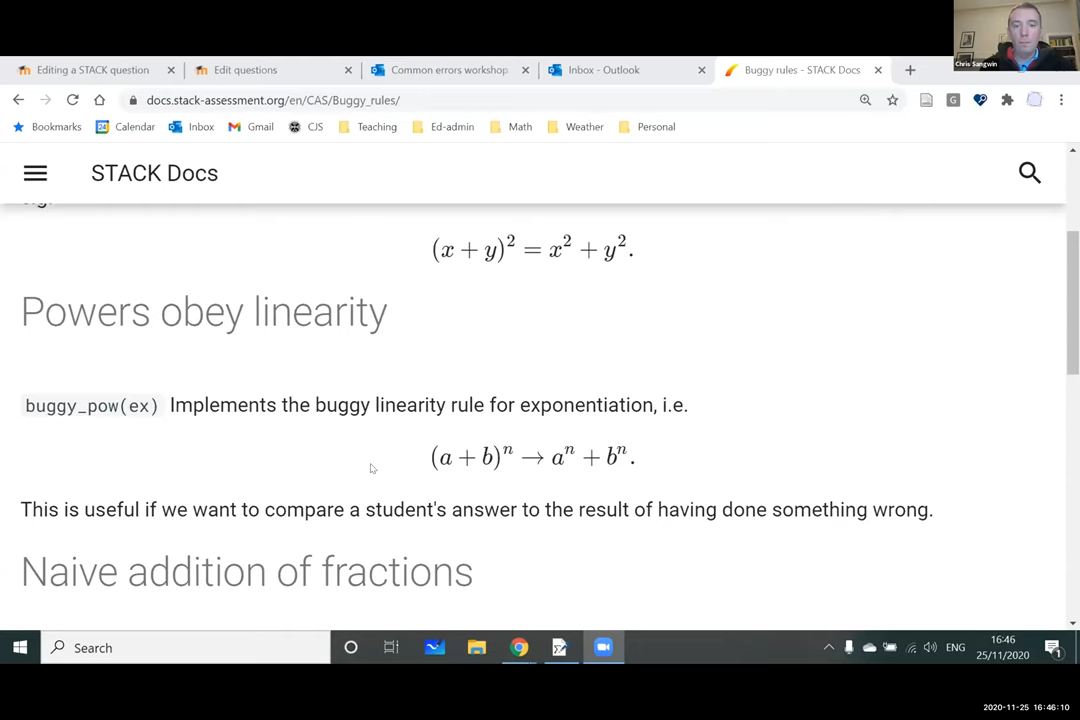 Chris Sangwin
Editing a STACK question
Edit questions
Common errors workshop
Inbox - Outlook
Buggy rules - STACK Docs
docs.stack-assessment.org/en/CAS/Buggy_rules/
Bookmarks
Calendar
Inbox
Gmail
CJS
Teaching
Ed-admin
Math
Weather
Personal
STACK Docs
(x + y)² = x² + y².
Powers obey linearity
buggy_pow(ex) Implements the buggy linearity rule for exponentiation, i.e.
(a + b)ⁿ → aⁿ + bⁿ.
This is useful if we want to compare a student's answer to the result of having done something wrong.
Naive addition of fractions
Search
ENG
16:46
25/11/2020
2020-11-25 16:46:10